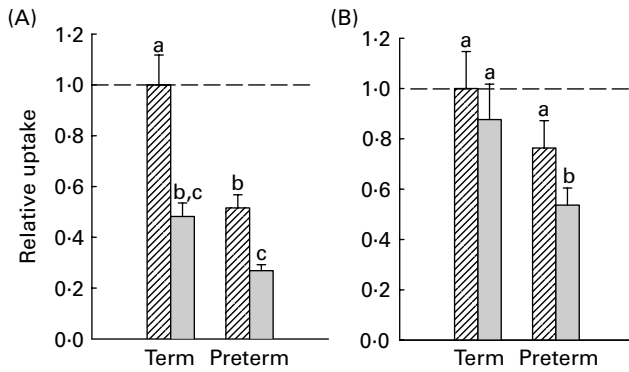 (A)
Relative uptake
1·2
1·0
0·8
0·6
0·4
0·2
0·0
a
b,c
b
c
Term Preterm
(B)
1·2
1·0
0·8
0·6
0·4
0·2
0·0
a
a
a
b
Term Preterm